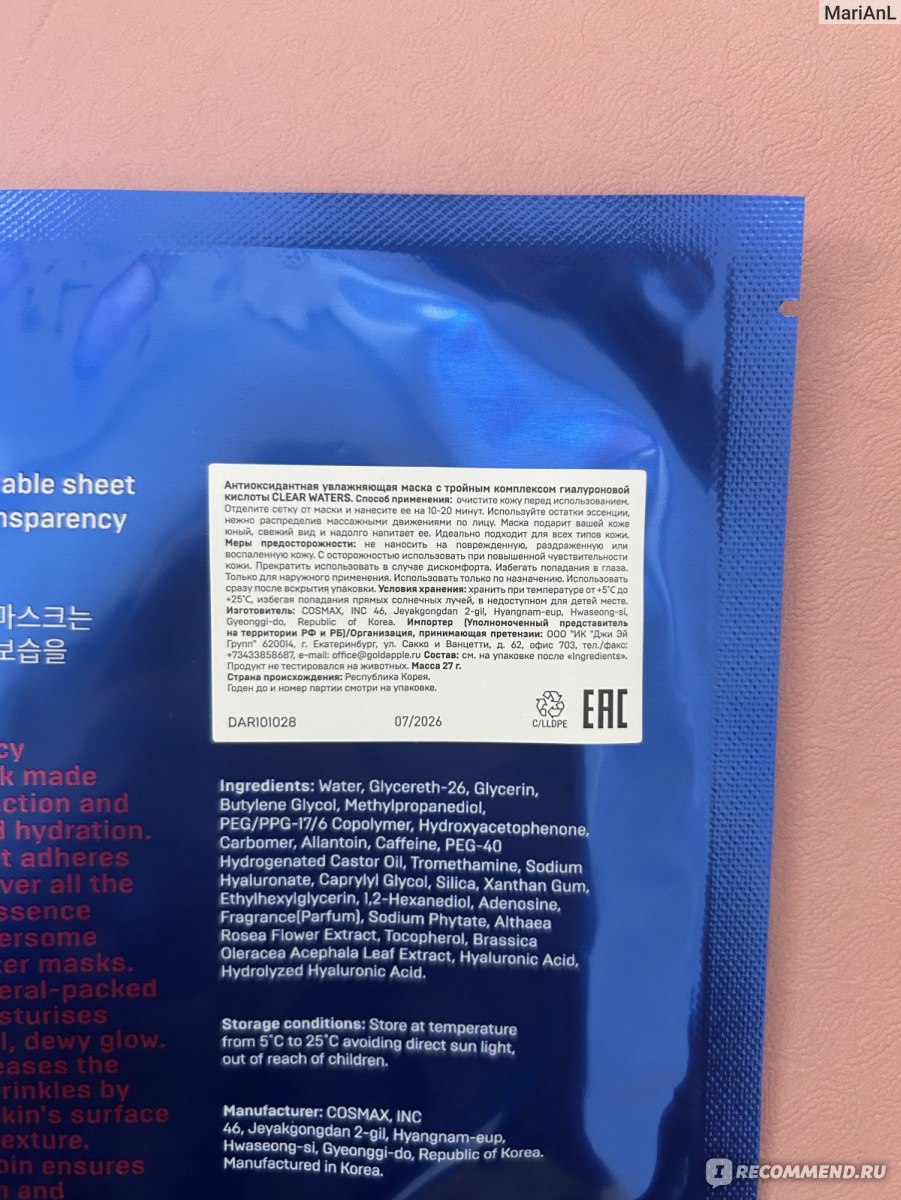 MariAnL
able sheet
nsparency
마스크는
보습을
cy
k made
ction and
d hydration.
t adheres
ver all the
ssence
ersome
ter masks.
eral-packed
sturises
l, dewy glow.
eases the
rinkles by
kin's surface
exture.
oin ensures
n and
Антиоксидантная увлажняющая маска с тройным комплексом гиалуроновой
кислоты CLEAR WATERS. Способ применения: очистите кожу перед использованием.
Отделите сетку от маски и нанесите ее на 10-20 минут. Используйте остатки эссенции,
нежно распределив массажными движениями по лицу. Маска подарит вашей коже
юный, свежий вид и надолго напитает ее. Идеально подходит для всех типов кожи.
Меры предосторожности: не наносить на поврежденную, раздраженную или
воспаленную кожу. С осторожностью использовать при повышенной чувствительности
кожи. Прекратить использовать в случае дискомфорта. Избегать попадания в глаза.
Только для наружного применения. Использовать только по назначению. Использовать
сразу после вскрытия упаковки. Условия хранения: хранить при температуре от +5°C до
+25°C, избегая попадания прямых солнечных лучей, в недоступном для детей месте.
Изготовитель: COSMAX, INC 46, Jeyakgongdan 2-gil, Hyangnam-eup, Hwaseong-si,
Gyeonggi-do, Republic of Korea. Импортер (Уполномоченный представитель
на территории РФ и РБ)/Организация, принимающая претензии: ООО "ИК "Джи Эй
Групп" 620014, г. Екатеринбург, ул. Сакко и Ванцетти, д. 62, офис 703, тел./факс:
+73433858687, e-mail: office@goldapple.ru Состав: см. на упаковке после «Ingredients».
Продукт не тестировался на животных. Масса 27 г.
Страна происхождения: Республика Корея.
Годен до и номер партии смотри на упаковке.
DAR101028 07/2026 C/LLDPE EAC
Ingredients: Water, Glycereth-26, Glycerin,
Butylene Glycol, Methylpropanediol,
PEG/PPG-17/6 Copolymer, Hydroxyacetophenone,
Carbomer, Allantoin, Caffeine, PEG-40
Hydrogenated Castor Oil, Tromethamine, Sodium
Hyaluronate, Caprylyl Glycol, Silica, Xanthan Gum,
Ethylhexylglycerin, 1,2-Hexanediol, Adenosine,
Fragrance(Parfum), Sodium Phytate, Althaea
Rosea Flower Extract, Tocopherol, Brassica
Oleracea Acephala Leaf Extract, Hyaluronic Acid,
Hydrolyzed Hyaluronic Acid.
Storage conditions: Store at temperature
from 5°C to 25°C avoiding direct sun light,
out of reach of children.
Manufacturer: COSMAX, INC
46, Jeyakgongdan 2-gil, Hyangnam-eup,
Hwaseong-si, Gyeonggi-do, Republic of Korea.
Manufactured in Korea.
IRECOMMEND.RU